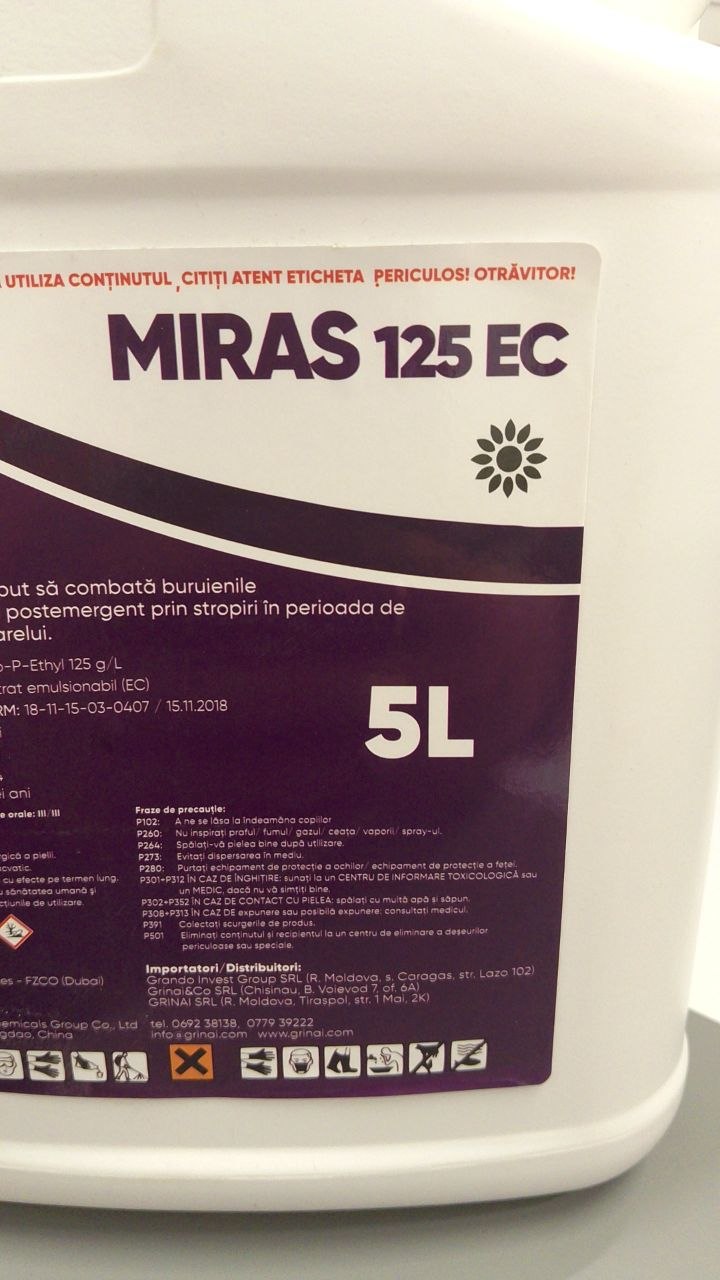 UTILIZA CONȚINUTUL ,CITIȚI ATENT ETICHETA PERICULOS! OTRĂVITOR!
MIRAS 125 EC
put să combată buruienile
postemergent prin stropiri în perioada de
arelui.
o-P-Ethyl 125 g/L
trat emulsionabil (EC)
RM: 18-11-15-03-0407 / 15.11.2018
5L
ei ani
e orale: III/III
rgică a pielii.
acvatic.
cu efecte pe termen lung.
u sănătatea umană și
cțiunile de utilizare.
Fraze de precauție:
P102: A ne se lăsa la îndeamâna copiilor
P260: Nu inspirați praful/ fumul/ gazul/ ceața/ vaporii/ spray-ul.
P264: Spălați-vă pielea bine după utilizare.
P273: Evitați dispersarea în mediu.
P280: Purtați echipament de protecție a ochilor/ echipament de protecție a feței.
P301+P312 ÎN CAZ DE ÎNGHIȚIRE: sunați la un CENTRU DE INFORMARE TOXICOLOGICĂ sau
un MEDIC, dacă nu vă simțiți bine.
P302+P352 ÎN CAZ DE CONTACT CU PIELEA: spălați cu multă apă și săpun.
P308+P313 ÎN CAZ DE expunere sau posibilă expunere: consultați medicul.
P391 Colectați scurgerile de produs.
P501 Eliminați conținutul și recipientul la un centru de eliminare a deșeurilor
periculoase sau speciale.
es - FZCO (Dubai)
emicals Group Co., Ltd
gdao, China
Importatori/Distribuitori:
Grando Invest Group SRL (R. Moldova, s. Caragas, str. Lazo 102)
Grinai&Co SRL (Chisinau, B. Voievod 7, of. 6A)
GRINAI SRL (R. Moldova, Tiraspol, str. 1 Mai, 2K)
tel. 0692 38138, 0779 39222
info@grinai.com www.grinai.com